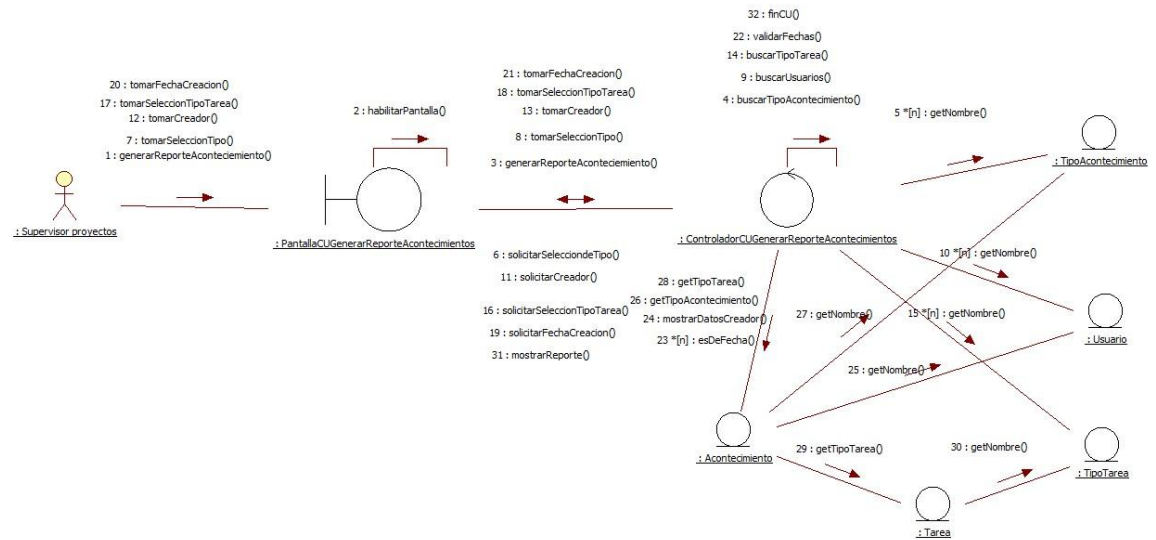 32 : finCU()
22 : validarFechas()
14 : buscarTipoTarea()
9 : buscarUsuarios()
4 : buscarTipoAcontecimiento()
20 : tomarFechaCreacion()
17 : tomarSeleccionTipoTarea()
12 : tomarCreador()
7 : tomarSeleccionTipo()
1 : generarReporteAconteciemiento()
2 : habilitarPantalla()
21 : tomarFechaCreacion()
18 : tomarSeleccionTipoTarea()
13 : tomarCreador()
8 : tomarSeleccionTipo()
3 : generarReporteAconteciemiento()
5 *[n] : getNombre()
: TipoAcontecimiento
: Supervisor proyectos
: PantallaCUGenerarReporteAcontecimientos
: ControladorCUGenerarReporteAcontecimientos
6 : solicitarSelecciondeTipo()
11 : solicitarCreador()
16 : solicitarSeleccionTipoTarea()
19 : solicitarFechaCreacion()
31 : mostrarReporte()
28 : getTipoTarea()
26 : getTipoAcontecimiento()
24 : mostrarDatosCreador()
23 *[n] : esDeFecha()
27 : getNombre()
10 *[n] : getNombre()
15 *[n] : getNombre()
: Usuario
25 : getNombre()
: Acontecimiento
29 : getTipoTarea()
30 : getNombre()
: TipoTarea
: Tarea